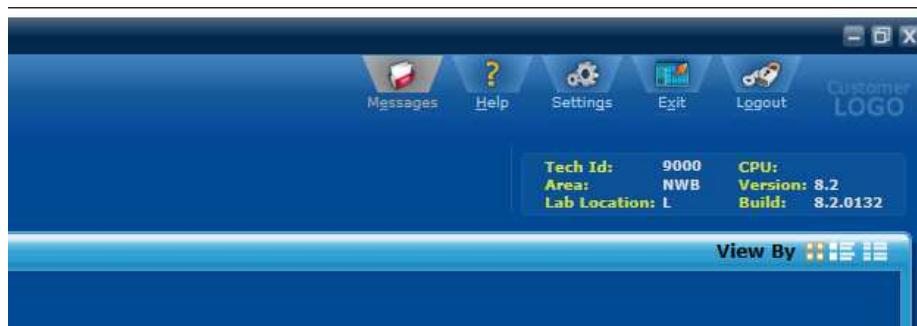 Messages Help Settings Exit Logout
Customer
LOGO
Tech Id: 9000 CPU:
Area: NWB Version: 8.2
Lab Location: L Build: 8.2.0132
View By